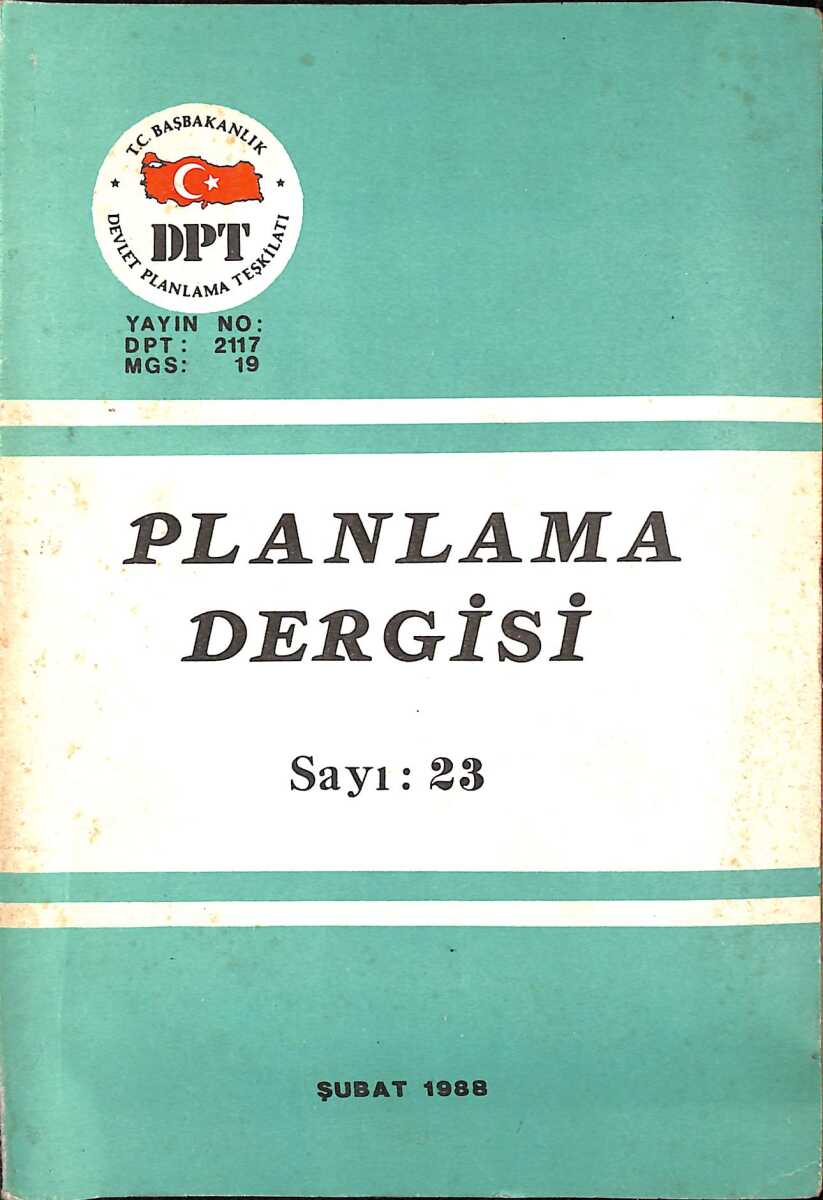 T.C. BAŞBAKANLIK
DPT
DEVLET PLANLAMA TEŞKİLATI
YAYIN NO:
DPT: 2117
MGS: 19
PLANLAMA
DERGİSİ
Sayı: 23
ŞUBAT 1988